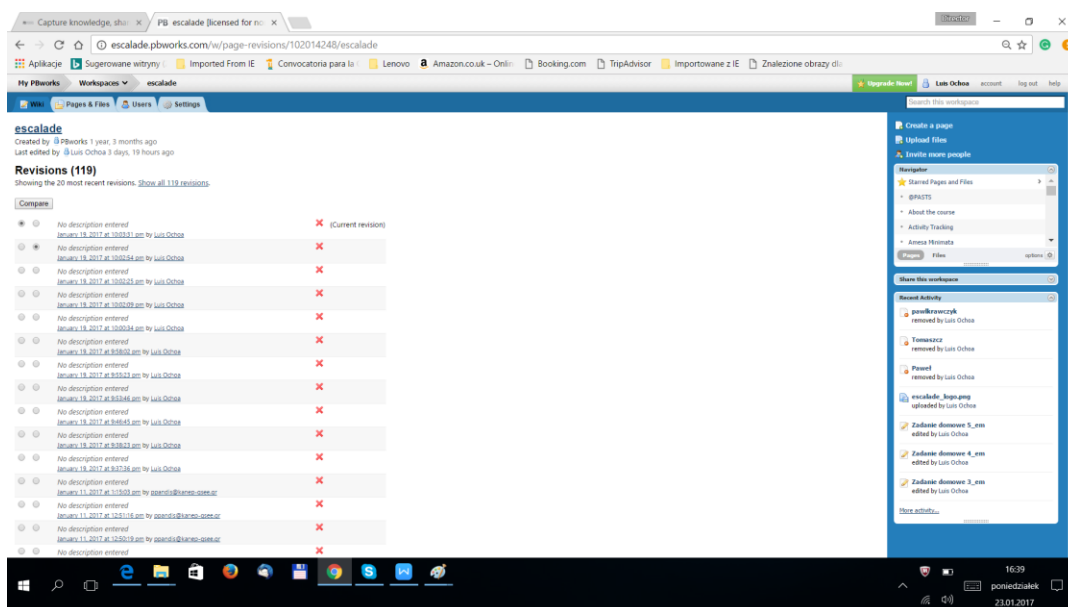 Capture knowledge, shar
PB escalade [licensed for no
Director
escalade.pbworks.com/w/page-revisions/102014248/escalade
Aplikacje Sugerowane witryny Imported From IE Convocatoria para la Lenovo Amazon.co.uk – Onlin Booking.com TripAdvisor Importowane z IE Znalezione obrazy dla
My PBworks Workspaces escalade Upgrade Now! Luis Ochoa account log out help
Wiki Pages & Files Users Settings Search this workspace
escalade
Created by PBworks 1 year, 3 months ago
Last edited by Luis Ochoa 3 days, 19 hours ago
Revisions (119)
Showing the 20 most recent revisions. Show all 119 revisions.
Compare
No description entered (Current revision)
January 19, 2017 at 10:03:51 pm by Luis Ochoa
No description entered
January 19, 2017 at 10:02:54 pm by Luis Ochoa
No description entered
January 19, 2017 at 10:02:25 pm by Luis Ochoa
No description entered
January 19, 2017 at 10:02:09 pm by Luis Ochoa
No description entered
January 19, 2017 at 10:00:34 pm by Luis Ochoa
No description entered
January 19, 2017 at 9:58:02 pm by Luis Ochoa
No description entered
January 19, 2017 at 9:55:23 pm by Luis Ochoa
No description entered
January 19, 2017 at 9:53:46 pm by Luis Ochoa
No description entered
January 19, 2017 at 9:46:45 pm by Luis Ochoa
No description entered
January 19, 2017 at 9:38:23 pm by Luis Ochoa
No description entered
January 19, 2017 at 9:37:36 pm by Luis Ochoa
No description entered
January 11, 2017 at 1:15:03 pm by ppandis@kanep-gsee.gr
No description entered
January 11, 2017 at 12:51:16 pm by ppandis@kanep-gsee.gr
No description entered
January 11, 2017 at 12:50:19 pm by ppandis@kanep-gsee.gr
No description entered
Create a page
Upload files
Invite more people
Navigator
Starred Pages and Files
@PASTS
About the course
Activity Tracking
Amesa Minimata
Pages Files options
Share this workspace
Recent Activity
pawlkrawczyk
removed by Luis Ochoa
Tomaszcz
removed by Luis Ochoa
Paweł
removed by Luis Ochoa
escalade_logo.png
uploaded by Luis Ochoa
Zadanie domowe 5_em
edited by Luis Ochoa
Zadanie domowe 4_em
edited by Luis Ochoa
Zadanie domowe 3_em
edited by Luis Ochoa
More activity...
16:39
poniedziałek
23.01.2017